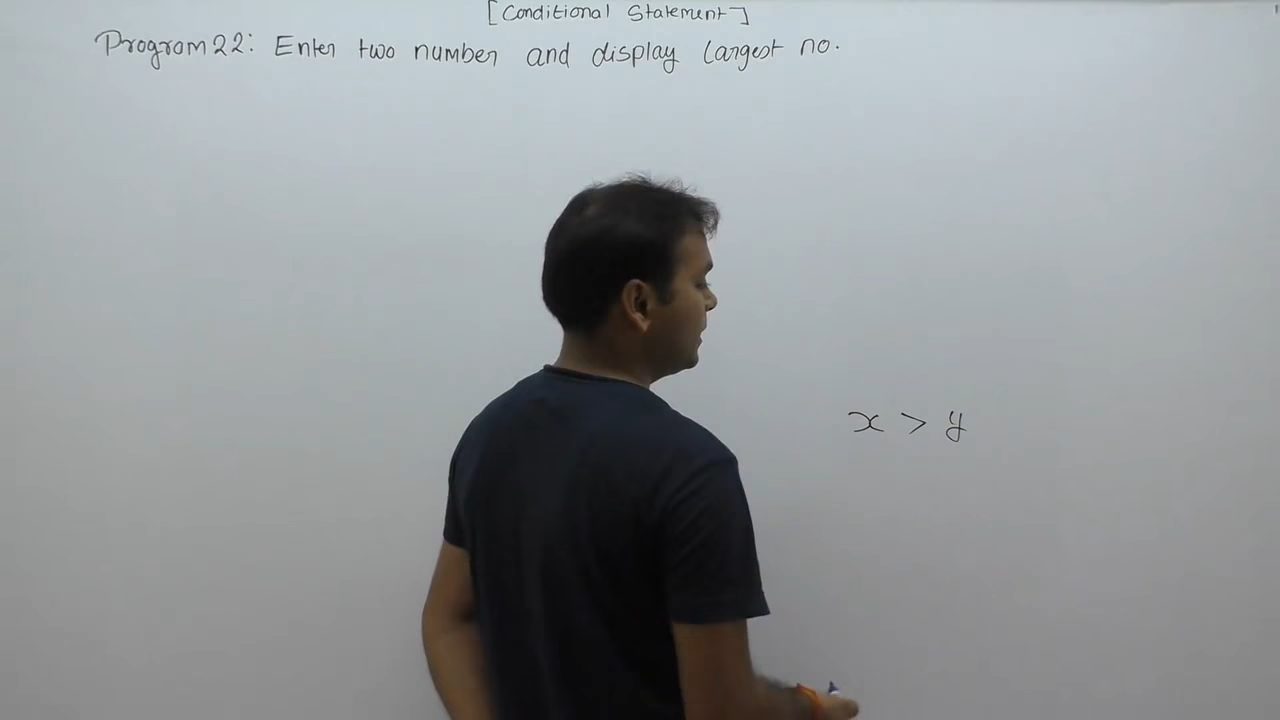 [Conditional Statement]
Program 22: Enter two number and display largest no.
x > y